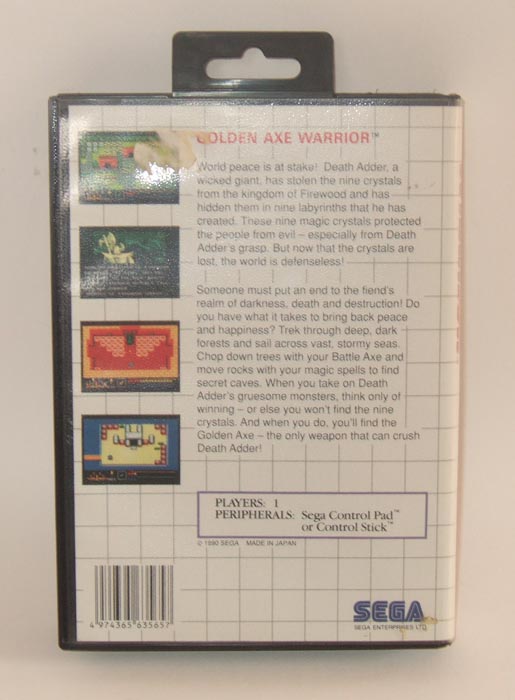 GOLDEN AXE WARRIOR™
World peace is at stake! Death Adder, a
wicked giant, has stolen the nine crystals
from the kingdom of Firewood and has
hidden them in nine labyrinths that he has
created. These nine magic crystals protected
the people from evil – especially from Death
Adder's grasp. But now that the crystals are
lost, the world is defenseless!
Someone must put an end to the fiend's
realm of darkness, death and destruction! Do
you have what it takes to bring back peace
and happiness? Trek through deep, dark
forests and sail across vast, stormy seas.
Chop down trees with your Battle Axe and
move rocks with your magic spells to find
secret caves. When you take on Death
Adder's gruesome monsters, think only of
winning – or else you won't find the nine
crystals. And when you do, you'll find the
Golden Axe – the only weapon that can crush
Death Adder!
PLAYERS: 1
PERIPHERALS: Sega Control Pad™
or Control Stick™
© 1990 SEGA MADE IN JAPAN
4 974365 635657
SEGA
SEGA ENTERPRISES LTD.